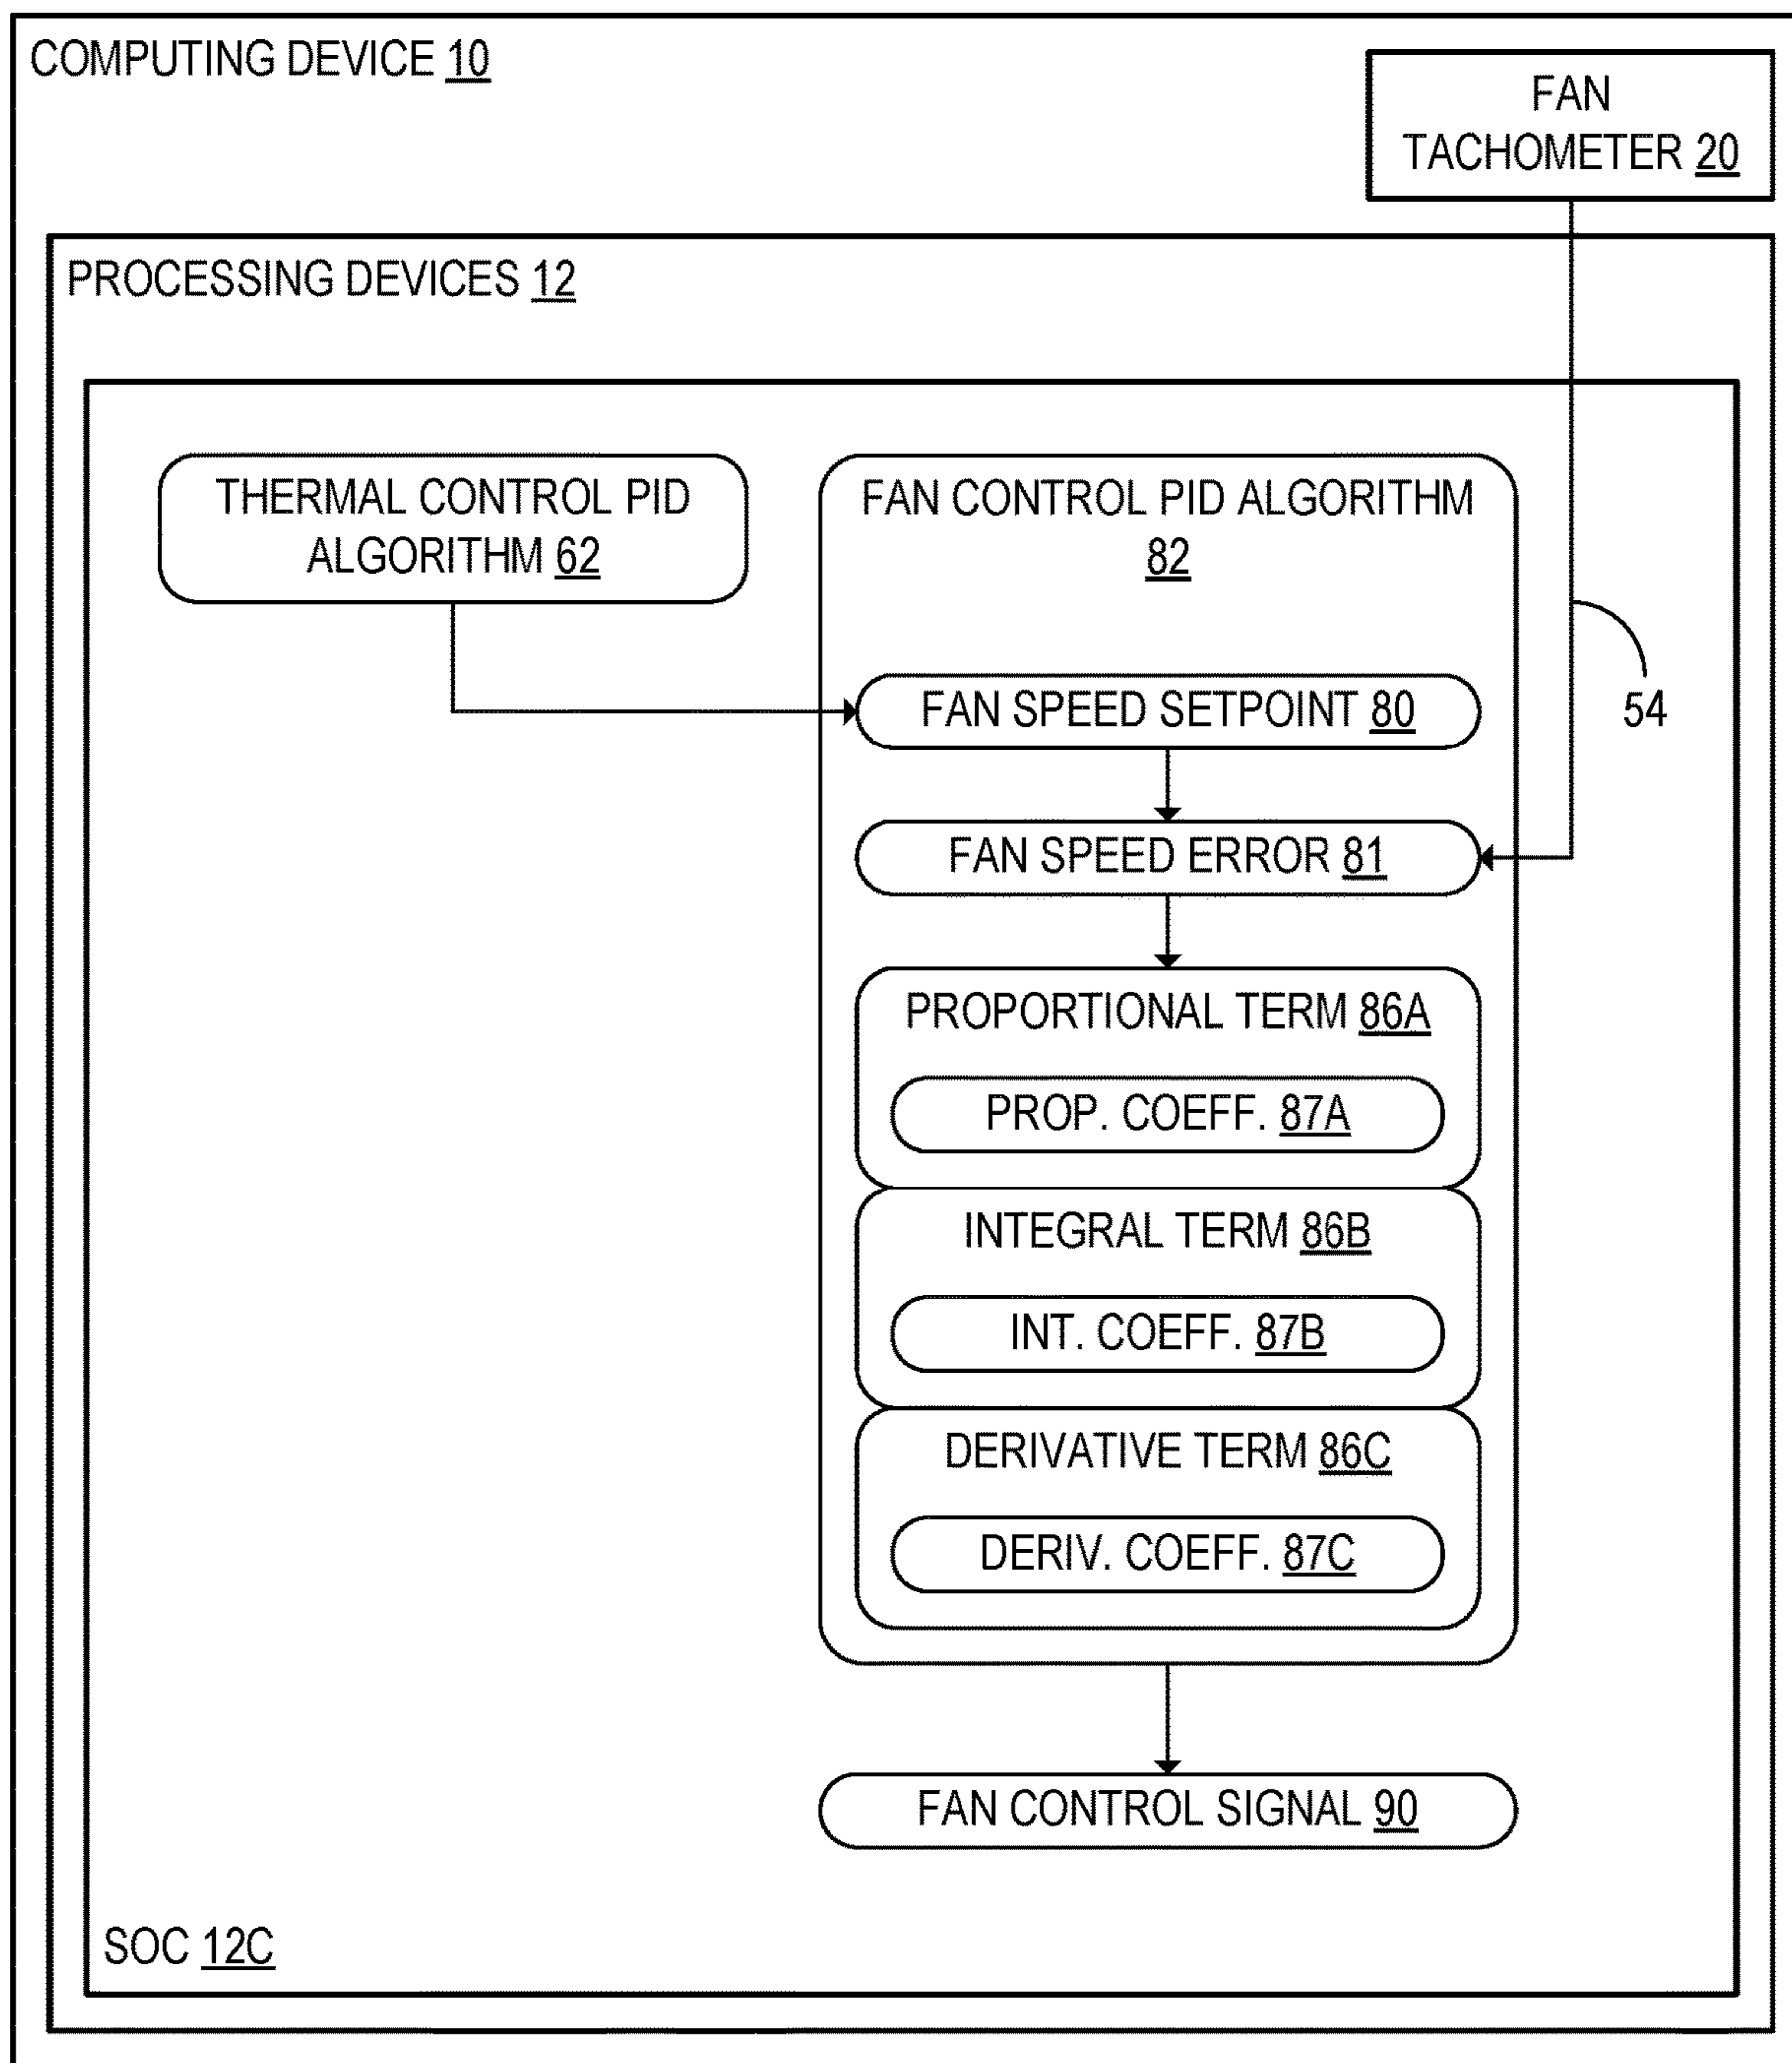 COMPUTING DEVICE 10
FAN
TACHOMETER 20
PROCESSING DEVICES 12
THERMAL CONTROL PID
ALGORITHM 62
FAN CONTROL PID ALGORITHM
82
FAN SPEED SETPOINT 80
54
FAN SPEED ERROR 81
PROPORTIONAL TERM 86A
PROP. COEFF. 87A
INTEGRAL TERM 86B
INT. COEFF. 87B
DERIVATIVE TERM 86C
DERIV. COEFF. 87C
FAN CONTROL SIGNAL 90
SOC 12C